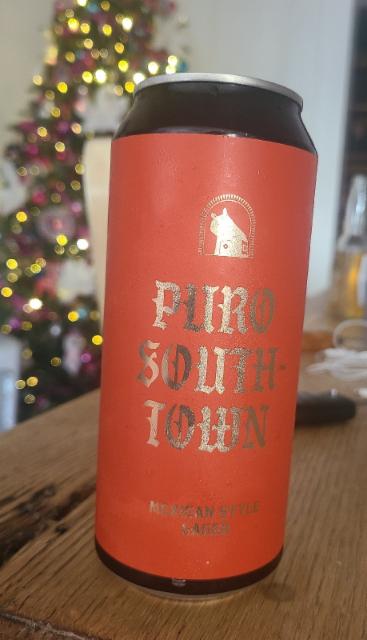 PURO
SOUTH-
TOWN
MEXICAN STYLE
LAGER